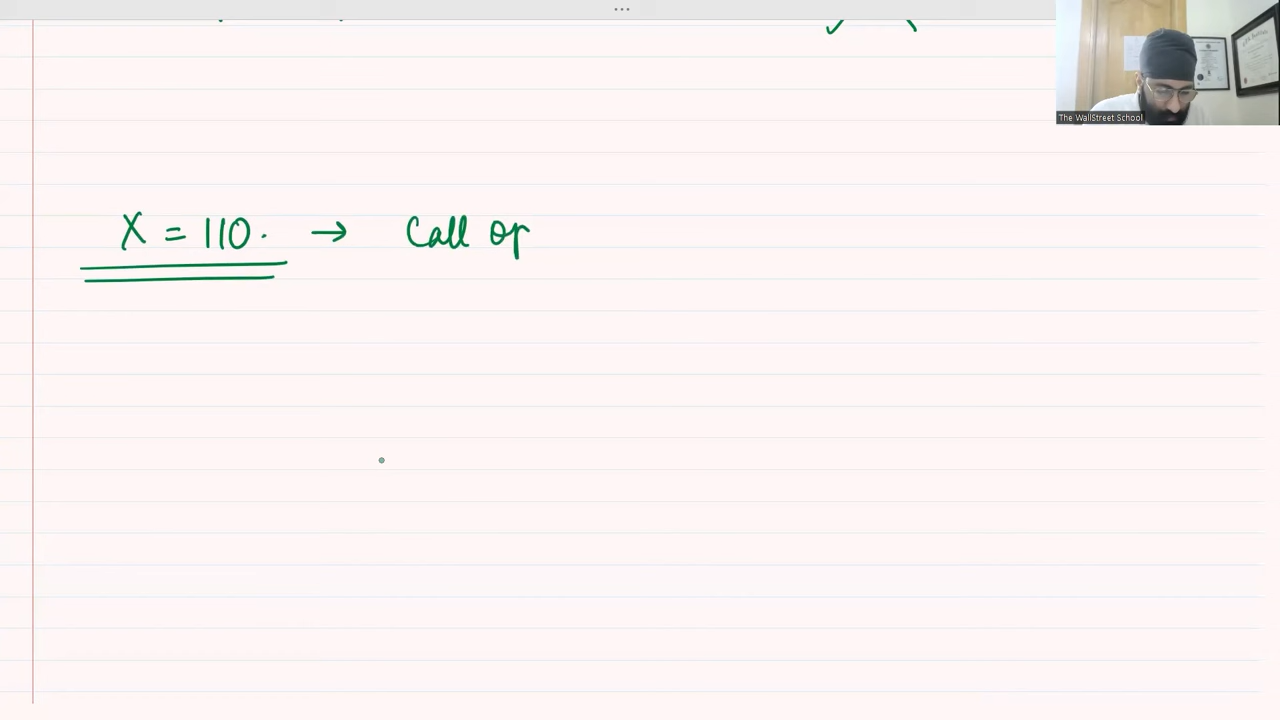 The WallStreet School
X = 110. → Call op